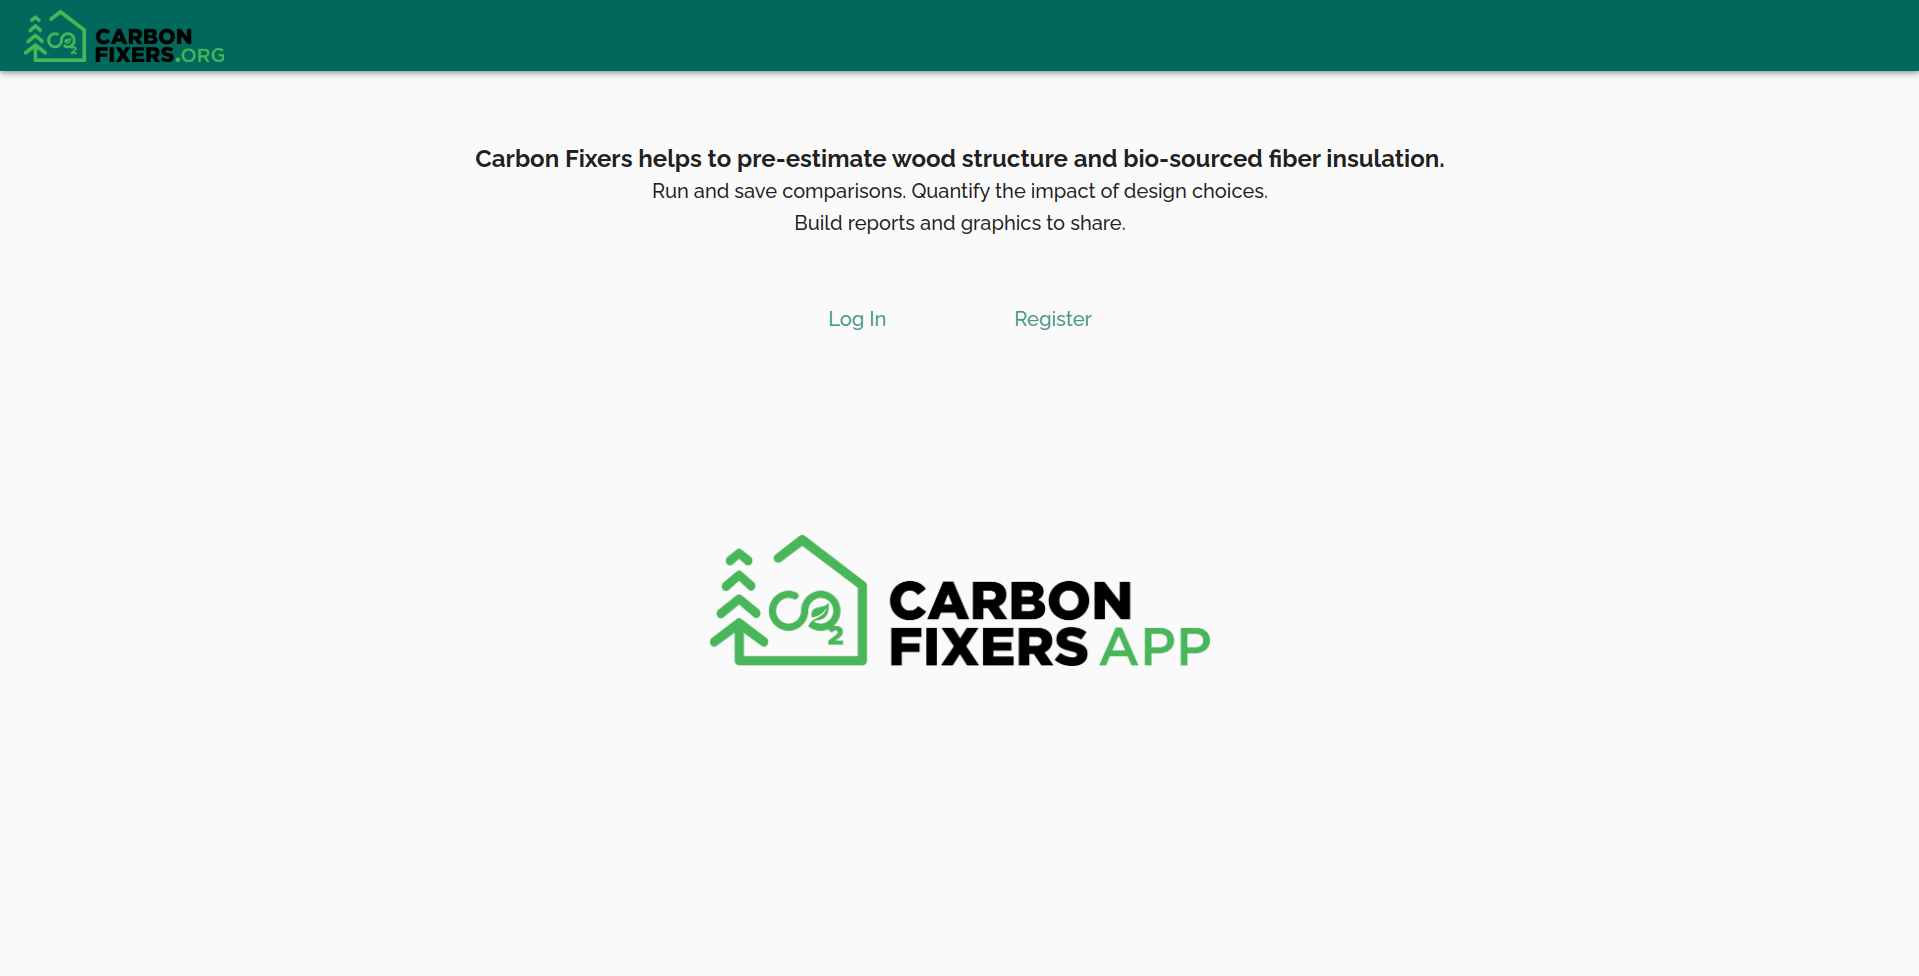 CARBON
FIXERS.ORG
Carbon Fixers helps to pre-estimate wood structure and bio-sourced fiber insulation.
Run and save comparisons. Quantify the impact of design choices.
Build reports and graphics to share.
Log In Register
CO2
CARBON
FIXERS APP